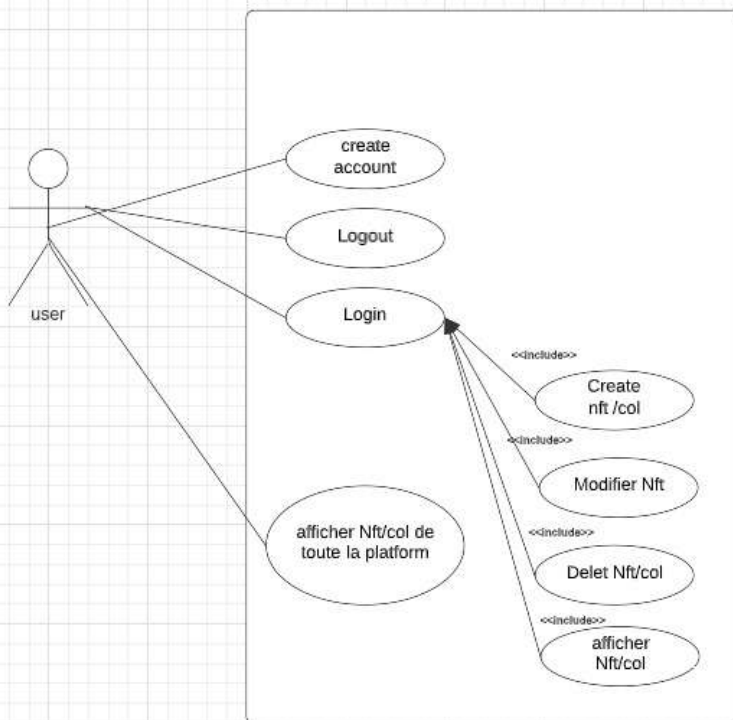 create
account
Logout
user
Login
<<include>>
Create
nft /col
<<include>>
Modifier Nft
afficher Nft/col de
toute la platform
<<include>>
Delet Nft/col
<<include>>
afficher
Nft/col